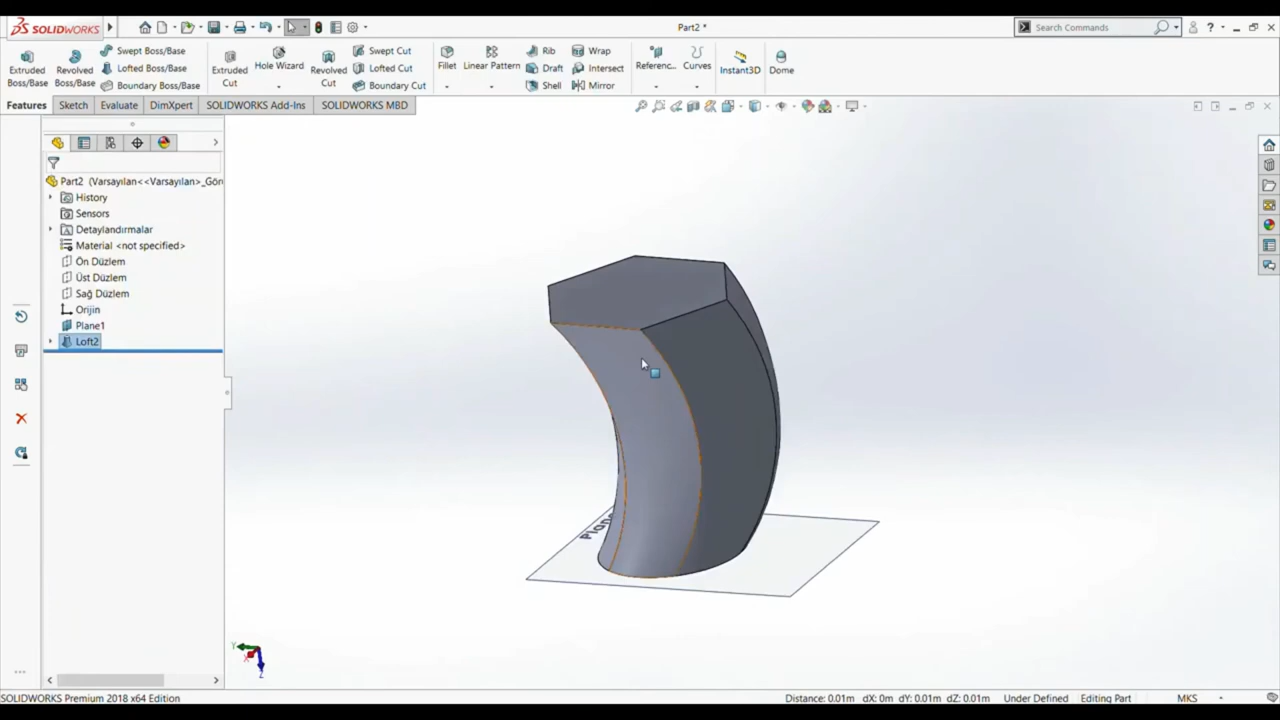 SOLIDWORKS
Part2 *
Search Commands
Extruded Boss/Base
Revolved Boss/Base
Swept Boss/Base
Lofted Boss/Base
Boundary Boss/Base
Extruded Cut
Hole Wizard
Revolved Cut
Swept Cut
Lofted Cut
Boundary Cut
Fillet
Linear Pattern
Rib
Draft
Shell
Wrap
Intersect
Mirror
Referenc...
Curves
Instant3D
Dome
Features
Sketch
Evaluate
DimXpert
SOLIDWORKS Add-Ins
SOLIDWORKS MBD
Part2 (Varsayılan<<Varsayılan>_Görü
History
Sensors
Detaylandırmalar
Material <not specified>
Ön Düzlem
Üst Düzlem
Sağ Düzlem
Orijin
Plane1
Loft2
Plane
Y
X
Z
SOLIDWORKS Premium 2018 x64 Edition
Distance: 0.01m dX: 0m dY: 0.01m dZ: 0.01m
Under Defined
Editing Part
MKS